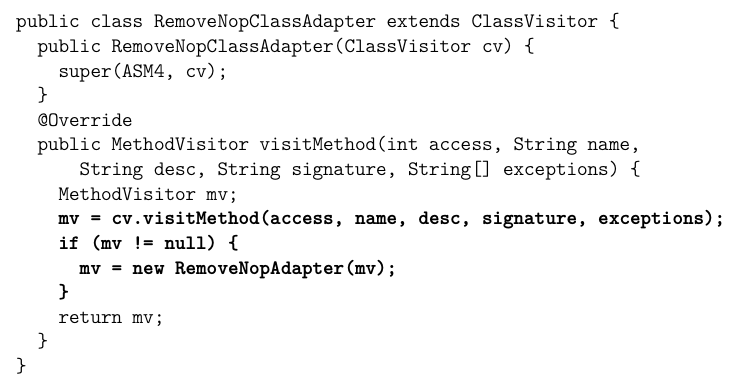 public class RemoveNopClassAdapter extends ClassVisitor {
public RemoveNopClassAdapter(ClassVisitor cv) {
super(ASM4, cv);
}
@Override
public MethodVisitor visitMethod(int access, String name,
String desc, String signature, String[] exceptions) {
MethodVisitor mv;
mv = cv.visitMethod(access, name, desc, signature, exceptions);
if (mv != null) {
mv = new RemoveNopAdapter(mv);
}
return mv;
}
}